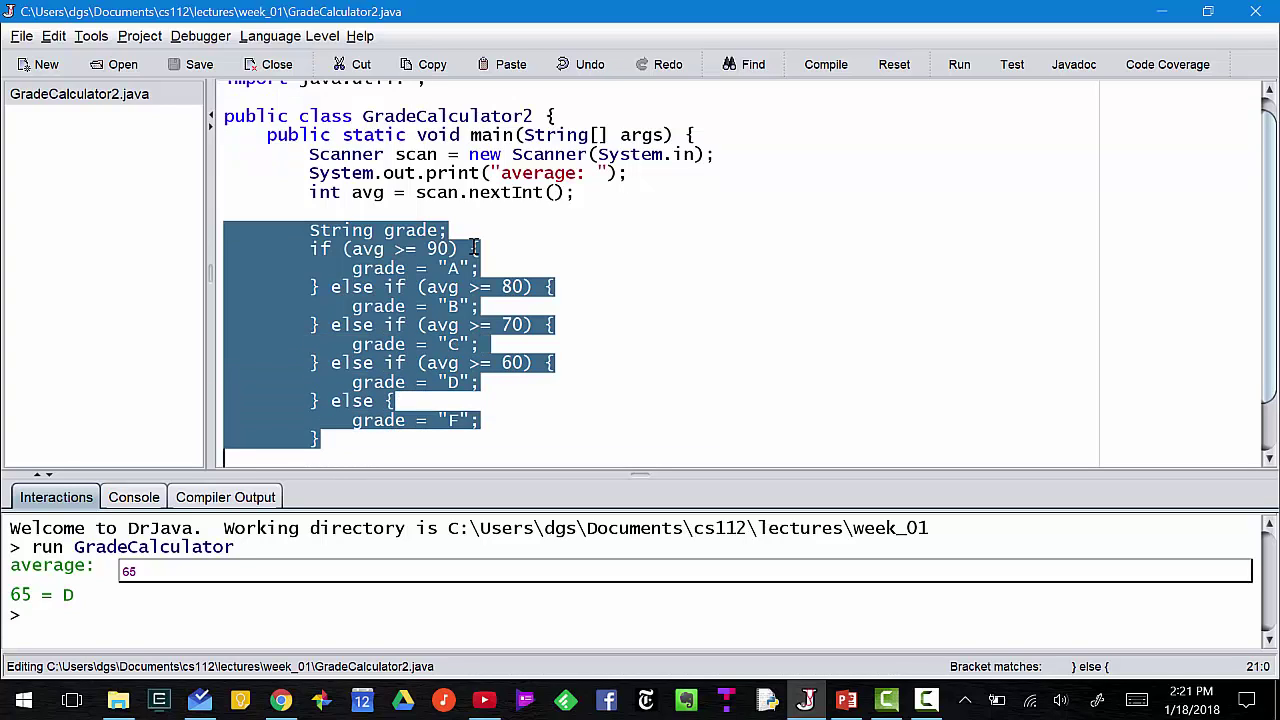 C:\Users\dgs\Documents\cs112\lectures\week_01\GradeCalculator2.java
File Edit Tools Project Debugger Language Level Help
New Open Save Close Cut Copy Paste Undo Redo Find Compile Reset Run Test Javadoc Code Coverage
GradeCalculator2.java
import java.util.*;
public class GradeCalculator2 {
public static void main(String[] args) {
Scanner scan = new Scanner(System.in);
System.out.print("average: ");
int avg = scan.nextInt();
String grade;
if (avg >= 90) {
grade = "A";
} else if (avg >= 80) {
grade = "B";
} else if (avg >= 70) {
grade = "C";
} else if (avg >= 60) {
grade = "D";
} else {
grade = "F";
}
Interactions Console Compiler Output
Welcome to DrJava. Working directory is C:\Users\dgs\Documents\cs112\lectures\week_01
> run GradeCalculator
average: 65
65 = D
>
Editing C:\Users\dgs\Documents\cs112\lectures\week_01\GradeCalculator2.java Bracket matches: } else { 21:0
12 2:21 PM
1/18/2018